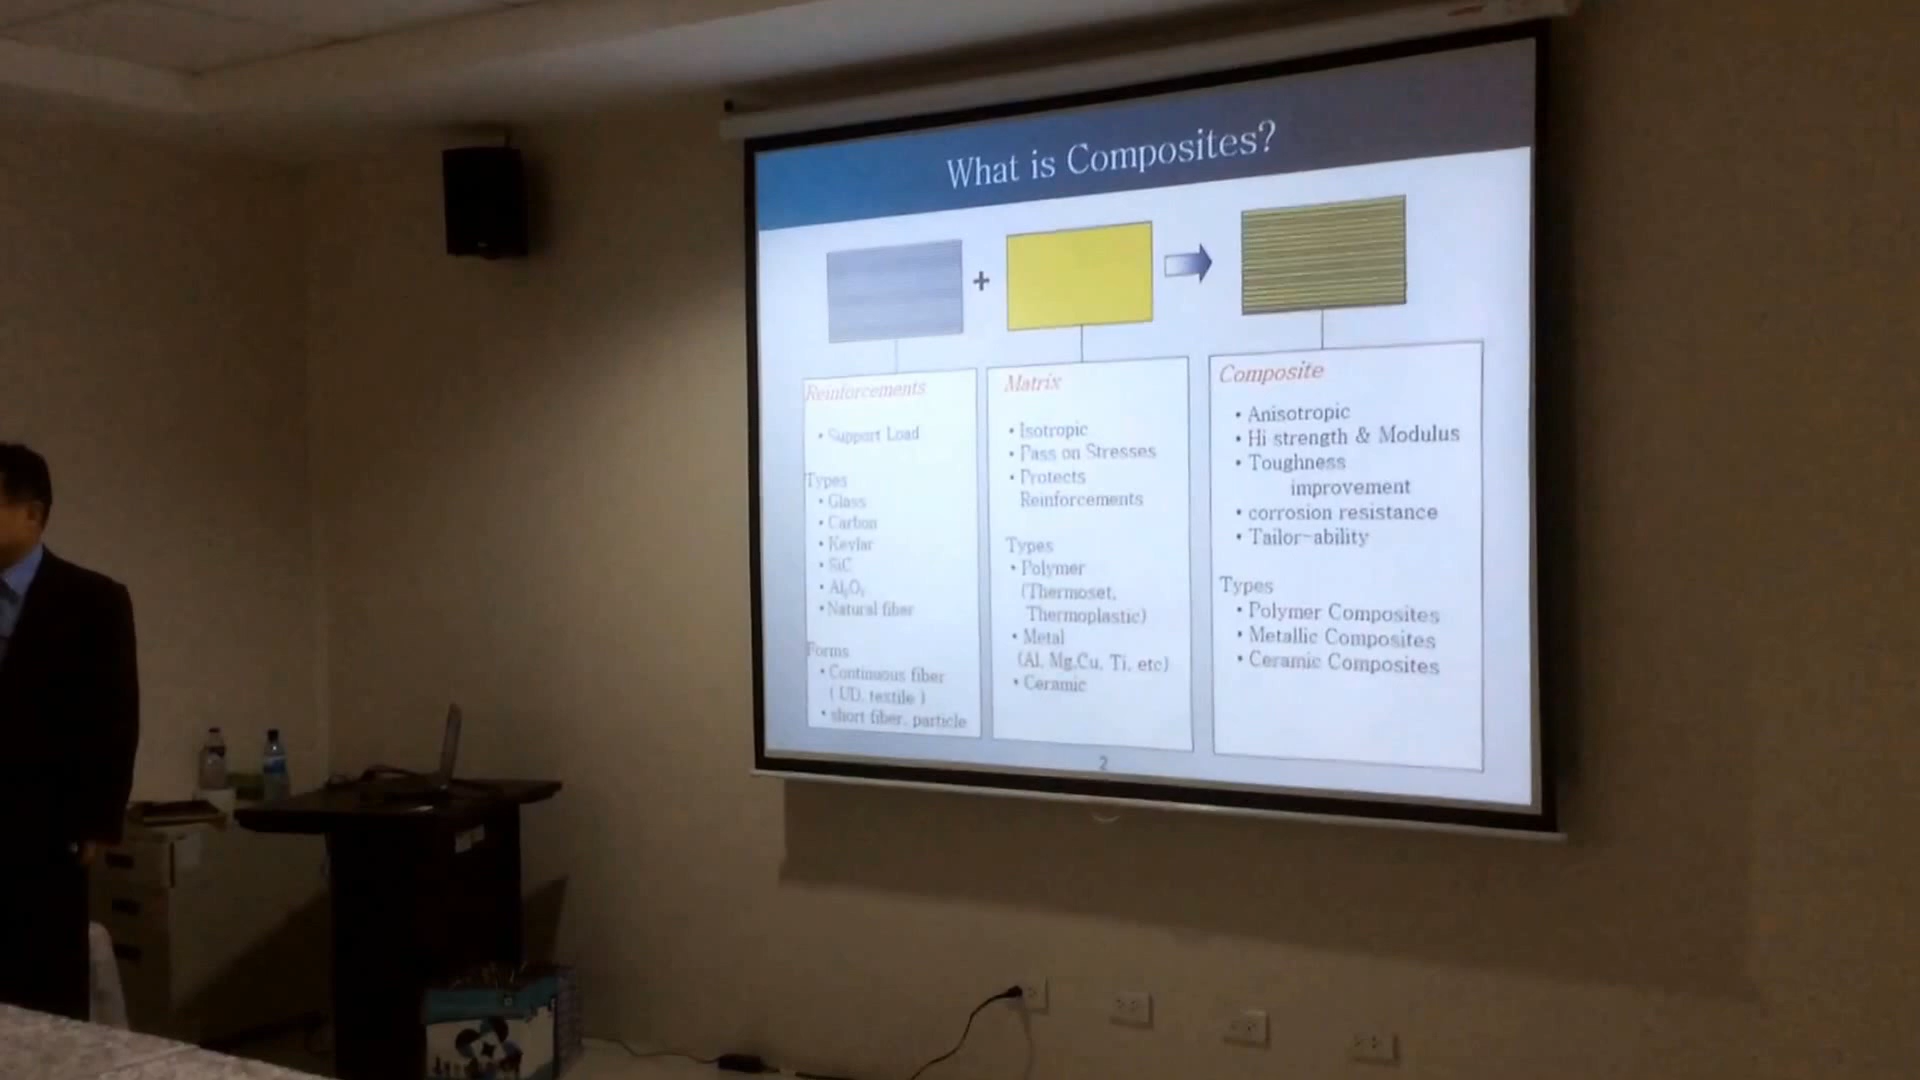 What is Composites?
+
Reinforcements
• Support Load
Types
• Glass
• Carbon
• Kevlar
• SiC
• Al₂O₃
• Natural fiber
Forms
• Continuous fiber
( UD, textile )
• short fiber, particle
Matrix
• Isotropic
• Pass on Stresses
• Protects
Reinforcements
Types
• Polymer
(Thermoset,
Thermoplastic)
• Metal
(Al, Mg,Cu, Ti, etc)
• Ceramic
Composite
• Anisotropic
• Hi strength & Modulus
• Toughness
improvement
• corrosion resistance
• Tailor-ability
Types
• Polymer Composites
• Metallic Composites
• Ceramic Composites
2